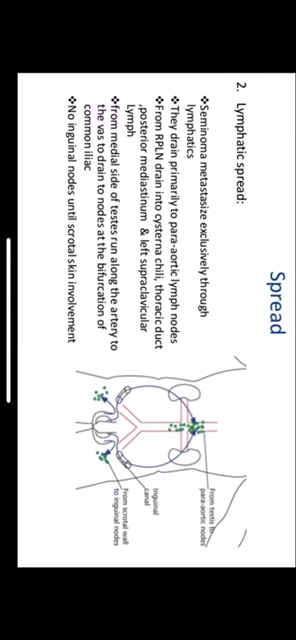 Spread
2. Lymphatic spread:
❖Seminoma metastasize exclusively through
lymphatics
❖They drain primarily to para-aortic lymph nodes
❖From RPLN drain into cysterna chili, thoracic duct
,posterior mediastinum & left supraclavicular
Lymph
❖from medial side of testes run along the artery to
the vas to drain to nodes at the bifurcation of
common iliac
❖No inguinal nodes until scrotal skin involvement
From testis to
para-aortic nodes
Inguinal
canal
From scrotal wall
to inguinal nodes